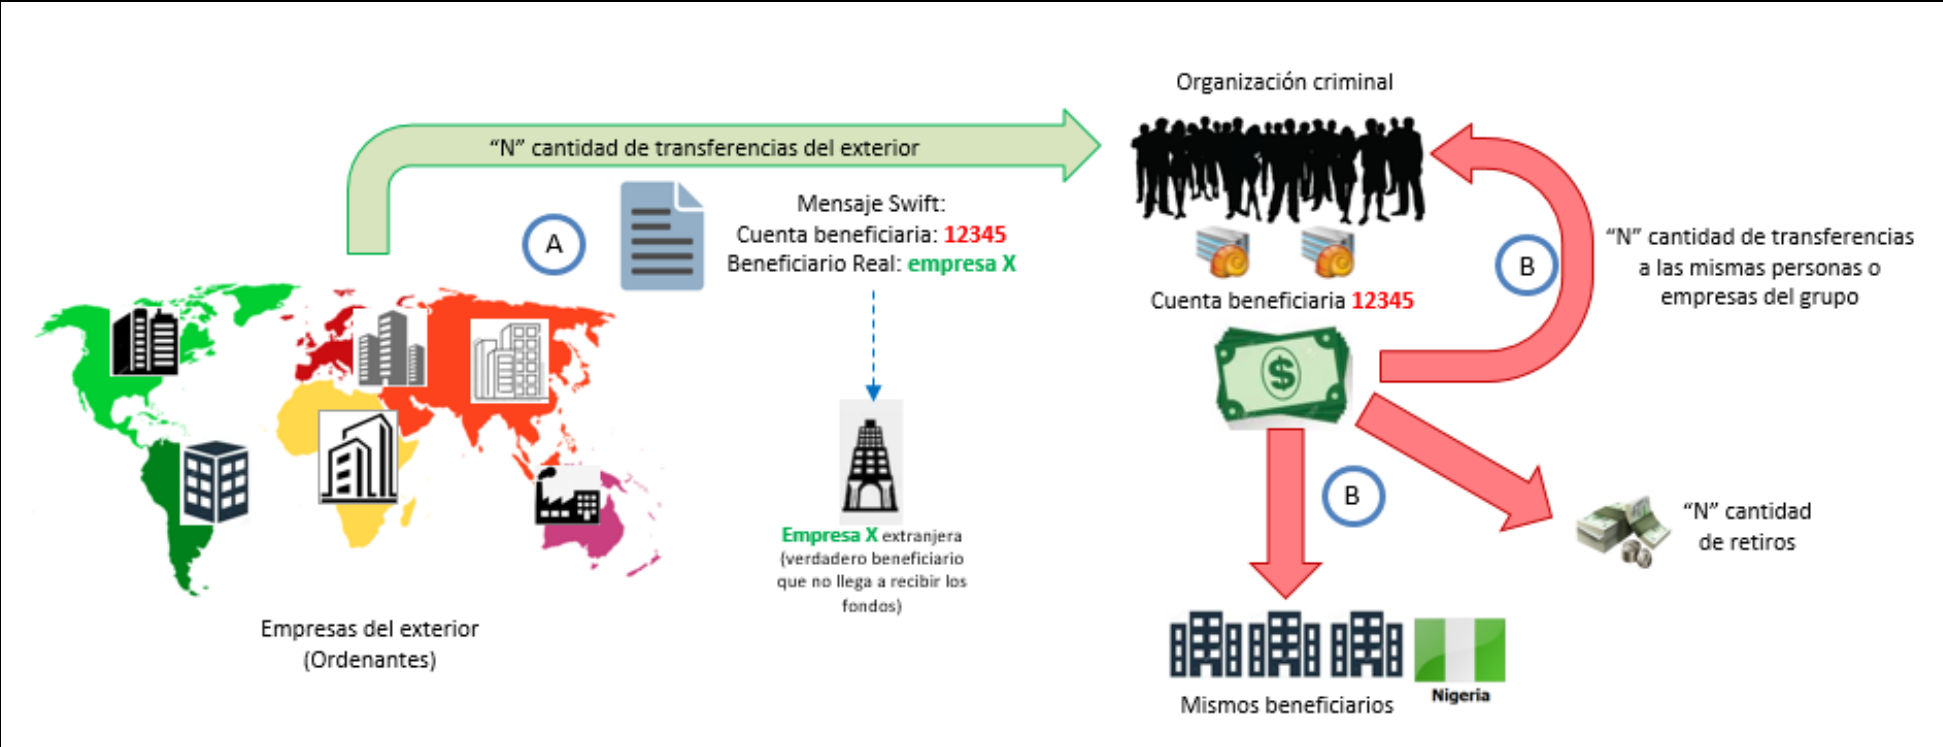 Organización criminal
“N” cantidad de transferencias del exterior
A
Mensaje Swift:
Cuenta beneficiaria: 12345
Beneficiario Real: empresa X
Cuenta beneficiaria 12345
B
“N” cantidad de transferencias
a las mismas personas o
empresas del grupo
$
Empresa X extranjera
(verdadero beneficiario
que no llega a recibir los
fondos)
B
“N” cantidad
de retiros
Empresas del exterior
(Ordenantes)
Nigeria
Mismos beneficiarios